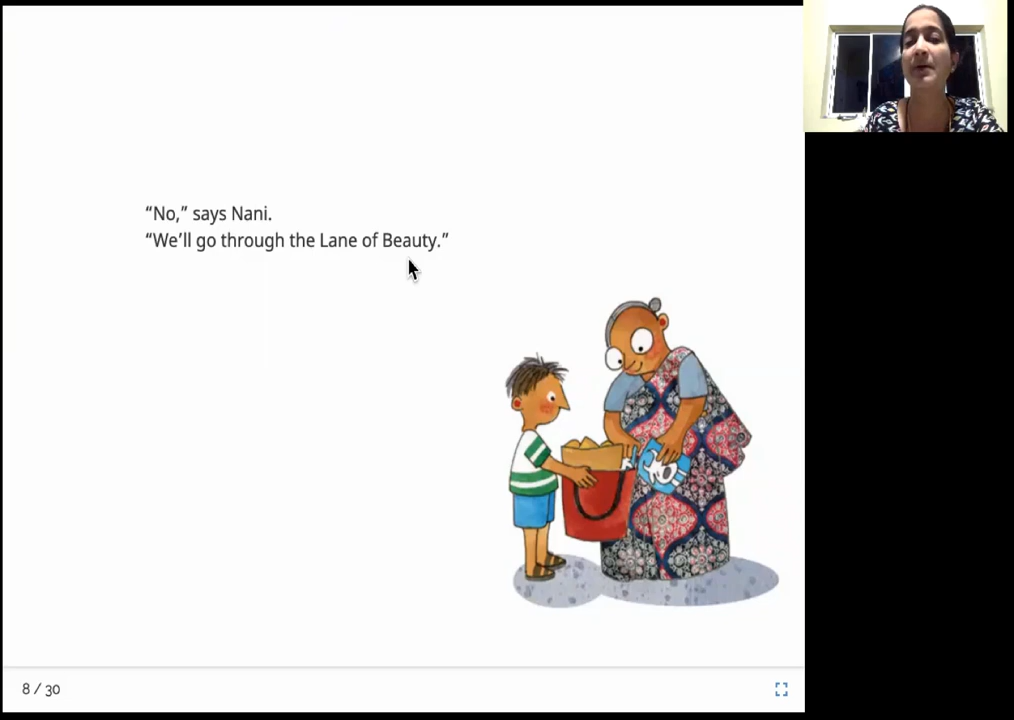 “No,” says Nani.
“We’ll go through the Lane of Beauty.”
8 / 30